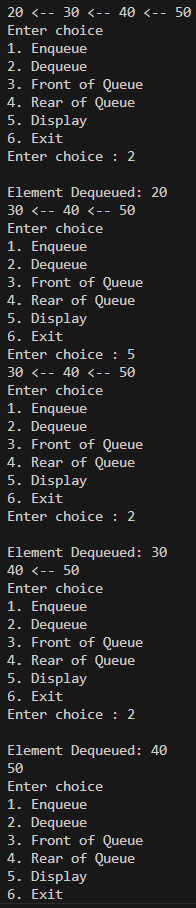 20 <-- 30 <-- 40 <-- 50
Enter choice
1. Enqueue
2. Dequeue
3. Front of Queue
4. Rear of Queue
5. Display
6. Exit
Enter choice : 2

Element Dequeued: 20
30 <-- 40 <-- 50
Enter choice
1. Enqueue
2. Dequeue
3. Front of Queue
4. Rear of Queue
5. Display
6. Exit
Enter choice : 5
30 <-- 40 <-- 50
Enter choice
1. Enqueue
2. Dequeue
3. Front of Queue
4. Rear of Queue
5. Display
6. Exit
Enter choice : 2

Element Dequeued: 30
40 <-- 50
Enter choice
1. Enqueue
2. Dequeue
3. Front of Queue
4. Rear of Queue
5. Display
6. Exit
Enter choice : 2

Element Dequeued: 40
50
Enter choice
1. Enqueue
2. Dequeue
3. Front of Queue
4. Rear of Queue
5. Display
6. Exit